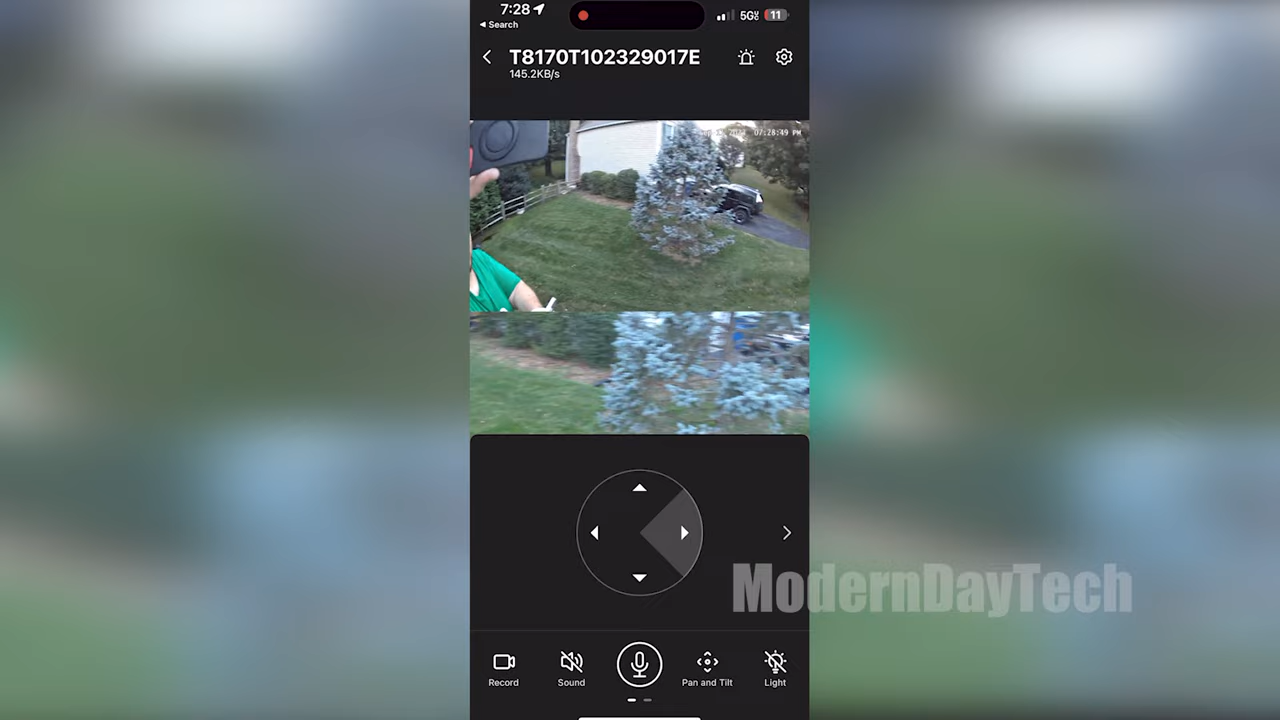 7:28
5G
11
Search
T8170T102329017E
145.2KB/s
07:28:49 PM
ModernDayTech
Record
Sound
Pan and Tilt
Light